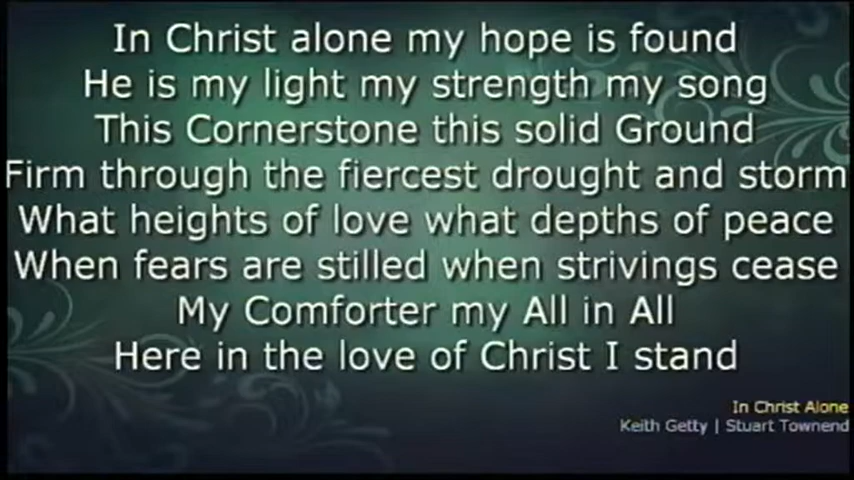 In Christ alone my hope is found
He is my light my strength my song
This Cornerstone this solid Ground
Firm through the fiercest drought and storm
What heights of love what depths of peace
When fears are stilled when strivings cease
My Comforter my All in All
Here in the love of Christ I stand
In Christ Alone
Keith Getty | Stuart Townend